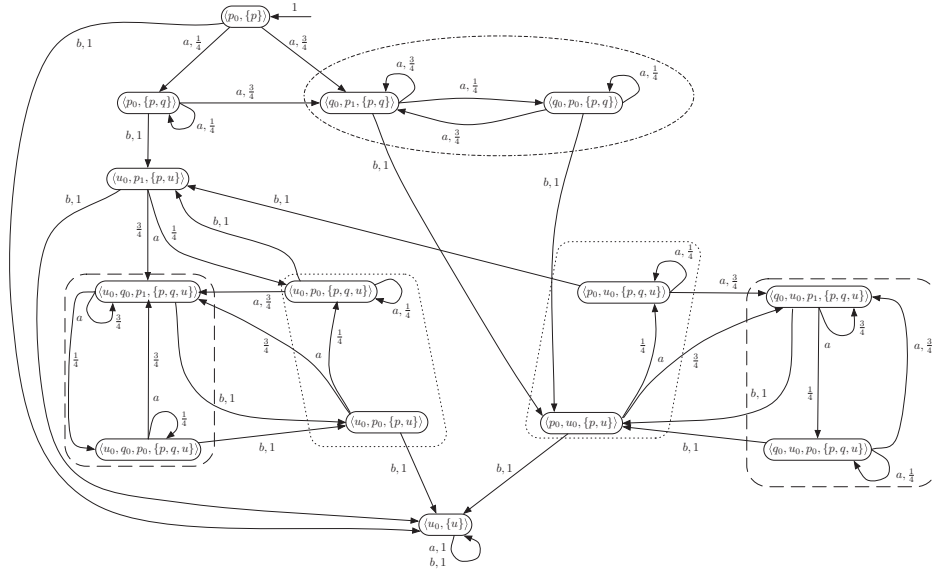 ⟨p₀, {p}⟩
1
b, 1
a, 1/4
a, 3/4
⟨p₀, {p, q}⟩
a, 3/4
a, 1/4
⟨q₀, p₁, {p, q}⟩
a, 3/4
a, 1/4
a, 3/4
⟨q₀, p₀, {p, q}⟩
a, 1/4
b, 1
b, 1
b, 1
⟨u₀, p₁, {p, u}⟩
b, 1
3/4
a
1/4
b, 1
b, 1
⟨u₀, q₀, p₁, {p, q, u}⟩
a
3/4
1/4
a, 3/4
⟨u₀, p₀, {p, q, u}⟩
a, 1/4
⟨p₀, u₀, {p, q, u}⟩
a, 1/4
a, 3/4
⟨q₀, u₀, p₁, {p, q, u}⟩
3/4
a
1/4
a, 3/4
3/4
a
3/4
1/4
a
1/4
a
3/4
b, 1
b, 1
1/4
⟨u₀, q₀, p₀, {p, q, u}⟩
b, 1
⟨u₀, p₀, {p, u}⟩
⟨p₀, u₀, {p, u}⟩
b, 1
⟨q₀, u₀, p₀, {p, q, u}⟩
a, 1/4
b, 1
b, 1
⟨u₀, {u}⟩
a, 1
b, 1